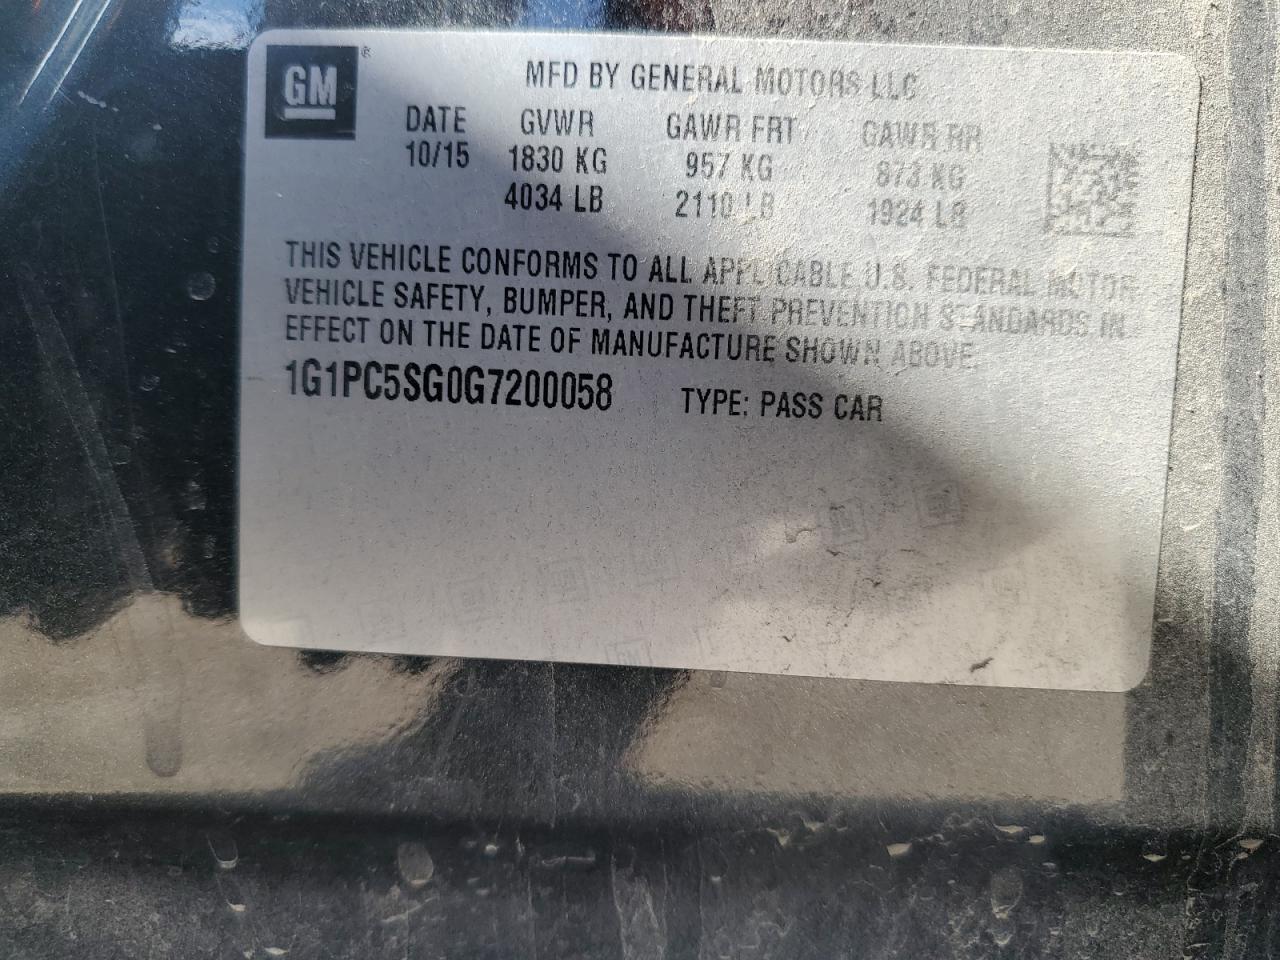 GM ®
MFD BY GENERAL MOTORS LLC
DATE GVWR GAWR FRT GAWR RR
10/15 1830 KG 957 KG 873 KG
4034 LB 2110 LB 1924 LB
THIS VEHICLE CONFORMS TO ALL APPLICABLE U.S. FEDERAL MOTOR
VEHICLE SAFETY, BUMPER, AND THEFT PREVENTION STANDARDS IN
EFFECT ON THE DATE OF MANUFACTURE SHOWN ABOVE.
1G1PC5SG0G7200058 TYPE: PASS CAR